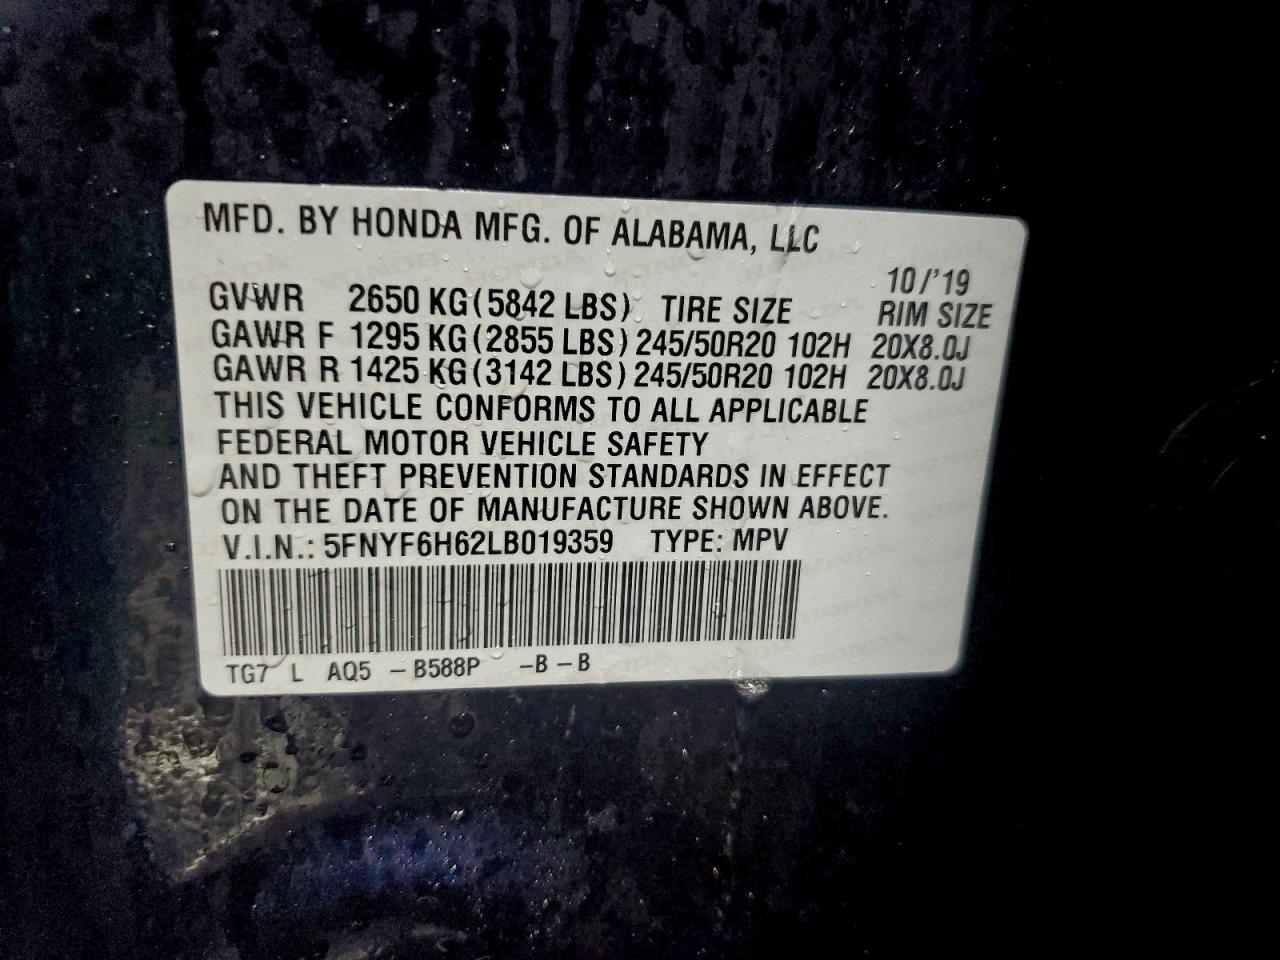 MFD. BY HONDA MFG. OF ALABAMA, LLC
10/'19
GVWR 2650 KG(5842 LBS) TIRE SIZE RIM SIZE
GAWR F 1295 KG(2855 LBS) 245/50R20 102H 20X8.0J
GAWR R 1425 KG(3142 LBS) 245/50R20 102H 20X8.0J
THIS VEHICLE CONFORMS TO ALL APPLICABLE
FEDERAL MOTOR VEHICLE SAFETY
AND THEFT PREVENTION STANDARDS IN EFFECT
ON THE DATE OF MANUFACTURE SHOWN ABOVE.
V.I.N.: 5FNYF6H62LB019359 TYPE: MPV
TG7 L AQ5 - B588P -B - B